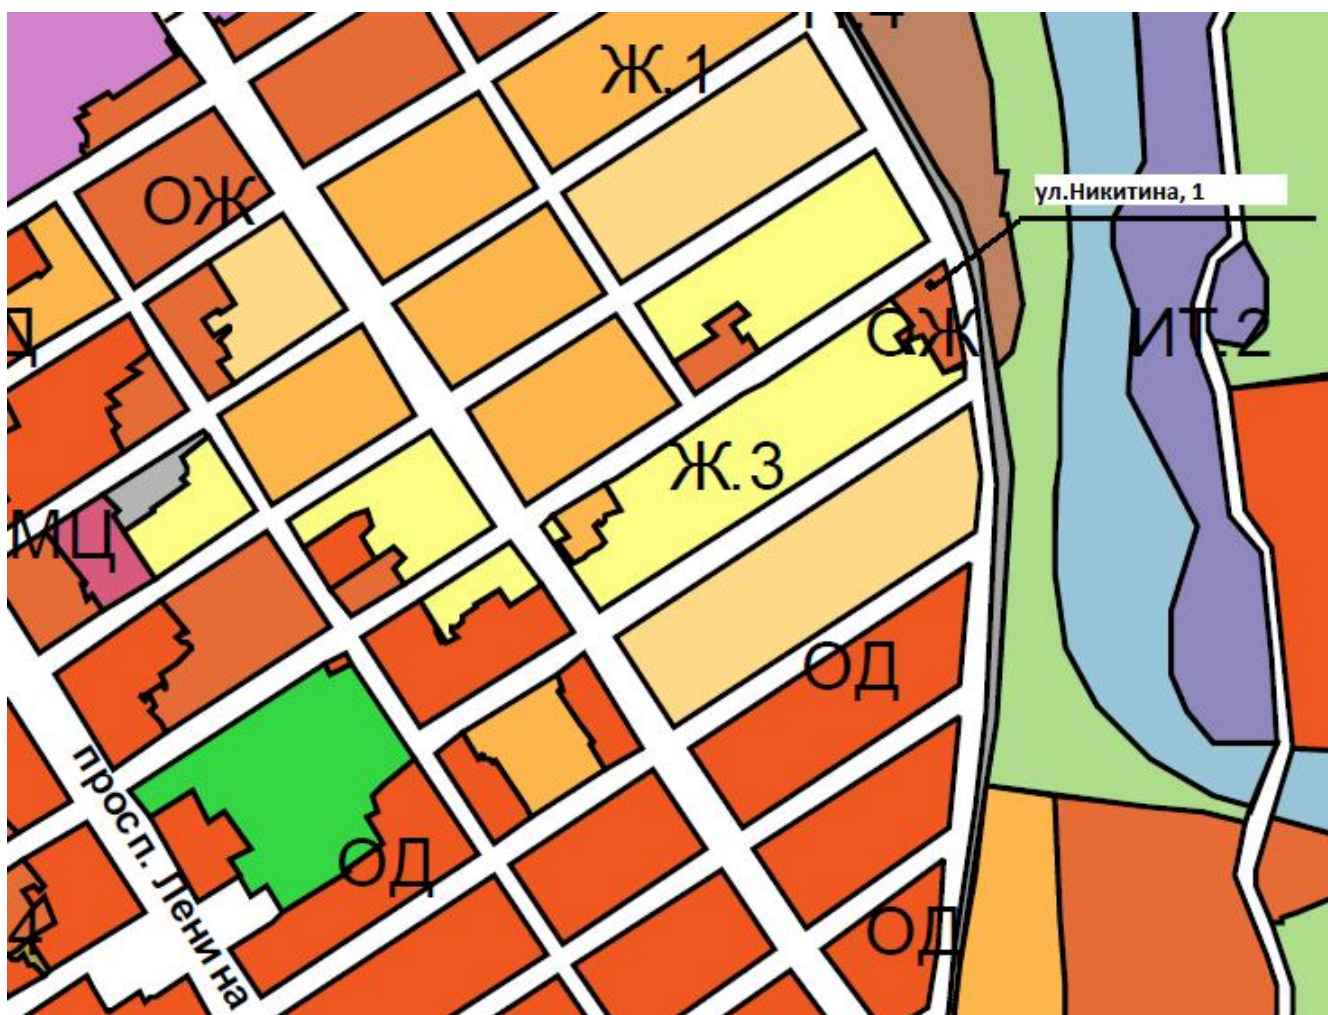 Ж.1
ул.Никитина, 1
ОЖ
ОЖ
ИТ.2
Ж.3
МЦ
ОД
просп. Ленина
ОД
ОД